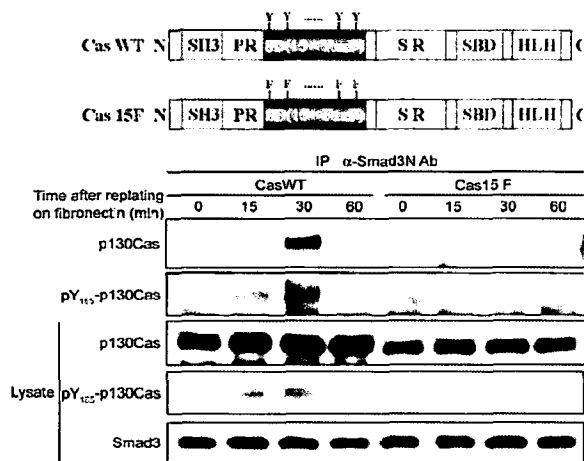 Y Y ..... Y Y
Cas WT N SH3 PR SR SBD HLH C
F F ..... F F
Cas 15F N SH3 PR SR SBD HLH C
IP α-Smad3N Ab
CasWT Cas15 F
Time after replating
on fibronectin (min)
0 15 30 60 0 15 30 60
p130Cas
-p130Cas
p130Cas
Lysate -p130Cas
Smad3